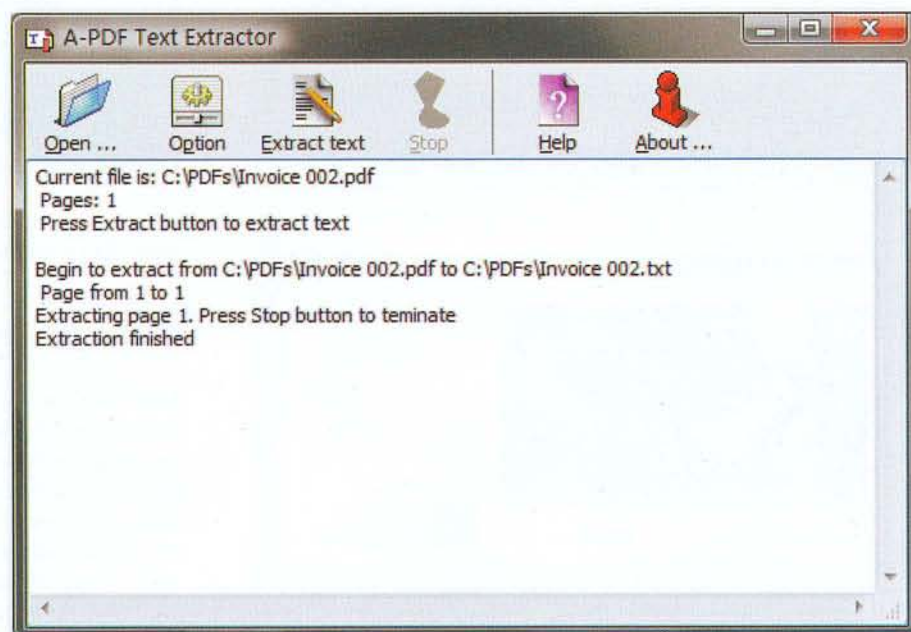 A-PDF Text Extractor
Open ...
Option
Extract text
Stop
Help
About ...
Current file is: C:\PDFs\Invoice 002.pdf
Pages: 1
Press Extract button to extract text
Begin to extract from C:\PDFs\Invoice 002.pdf to C:\PDFs\Invoice 002.txt
Page from 1 to 1
Extracting page 1. Press Stop button to teminate
Extraction finished